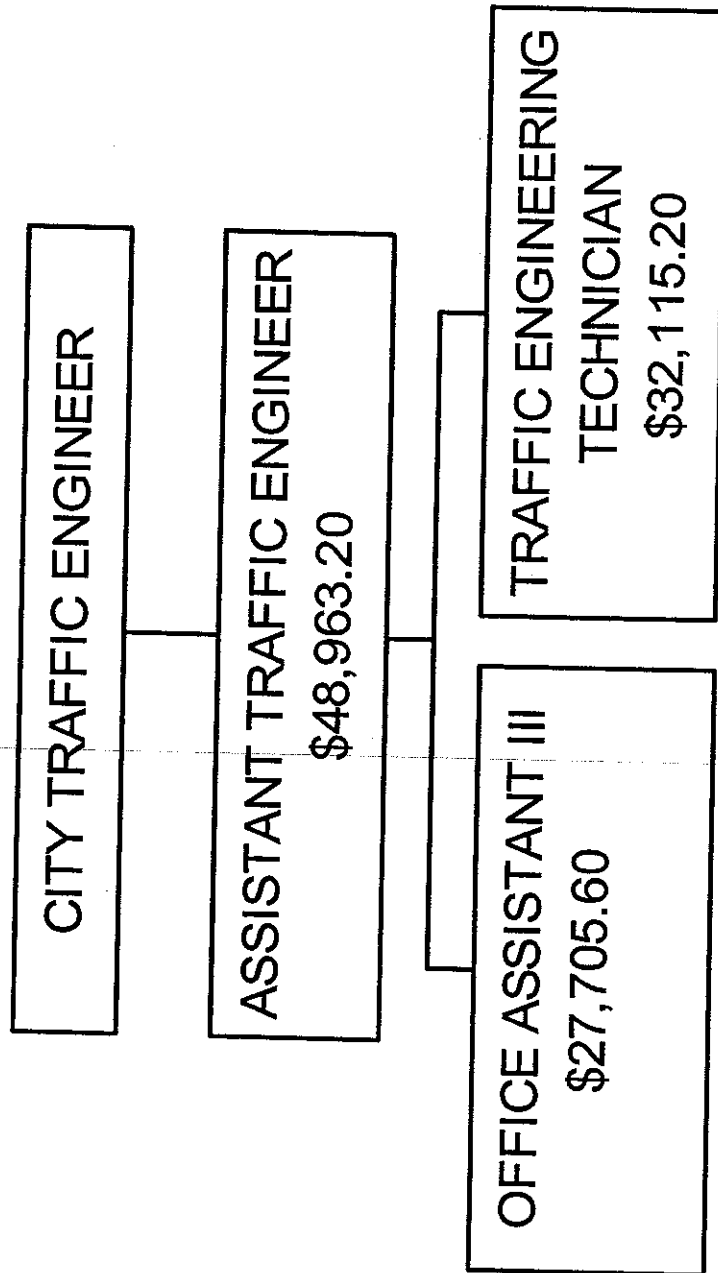 CITY TRAFFIC ENGINEER
ASSISTANT TRAFFIC ENGINEER
$48,963.20
OFFICE ASSISTANT III
$27,705.60
TRAFFIC ENGINEERING
TECHNICIAN
$32,115.20